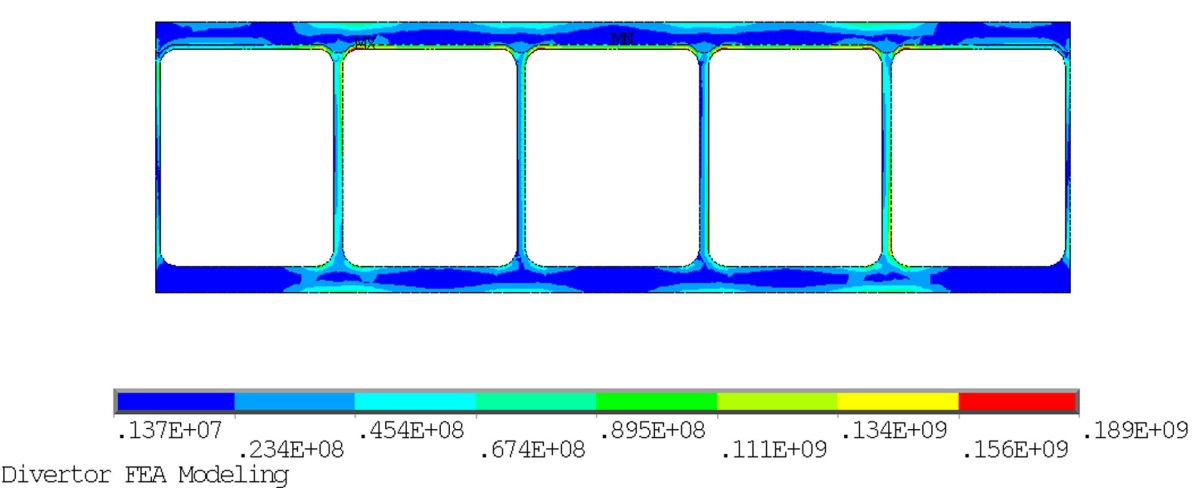 MX MN
.137E+07 .454E+08 .895E+08 .134E+09 .189E+09
.234E+08 .674E+08 .111E+09 .156E+09
Divertor FEA Modeling